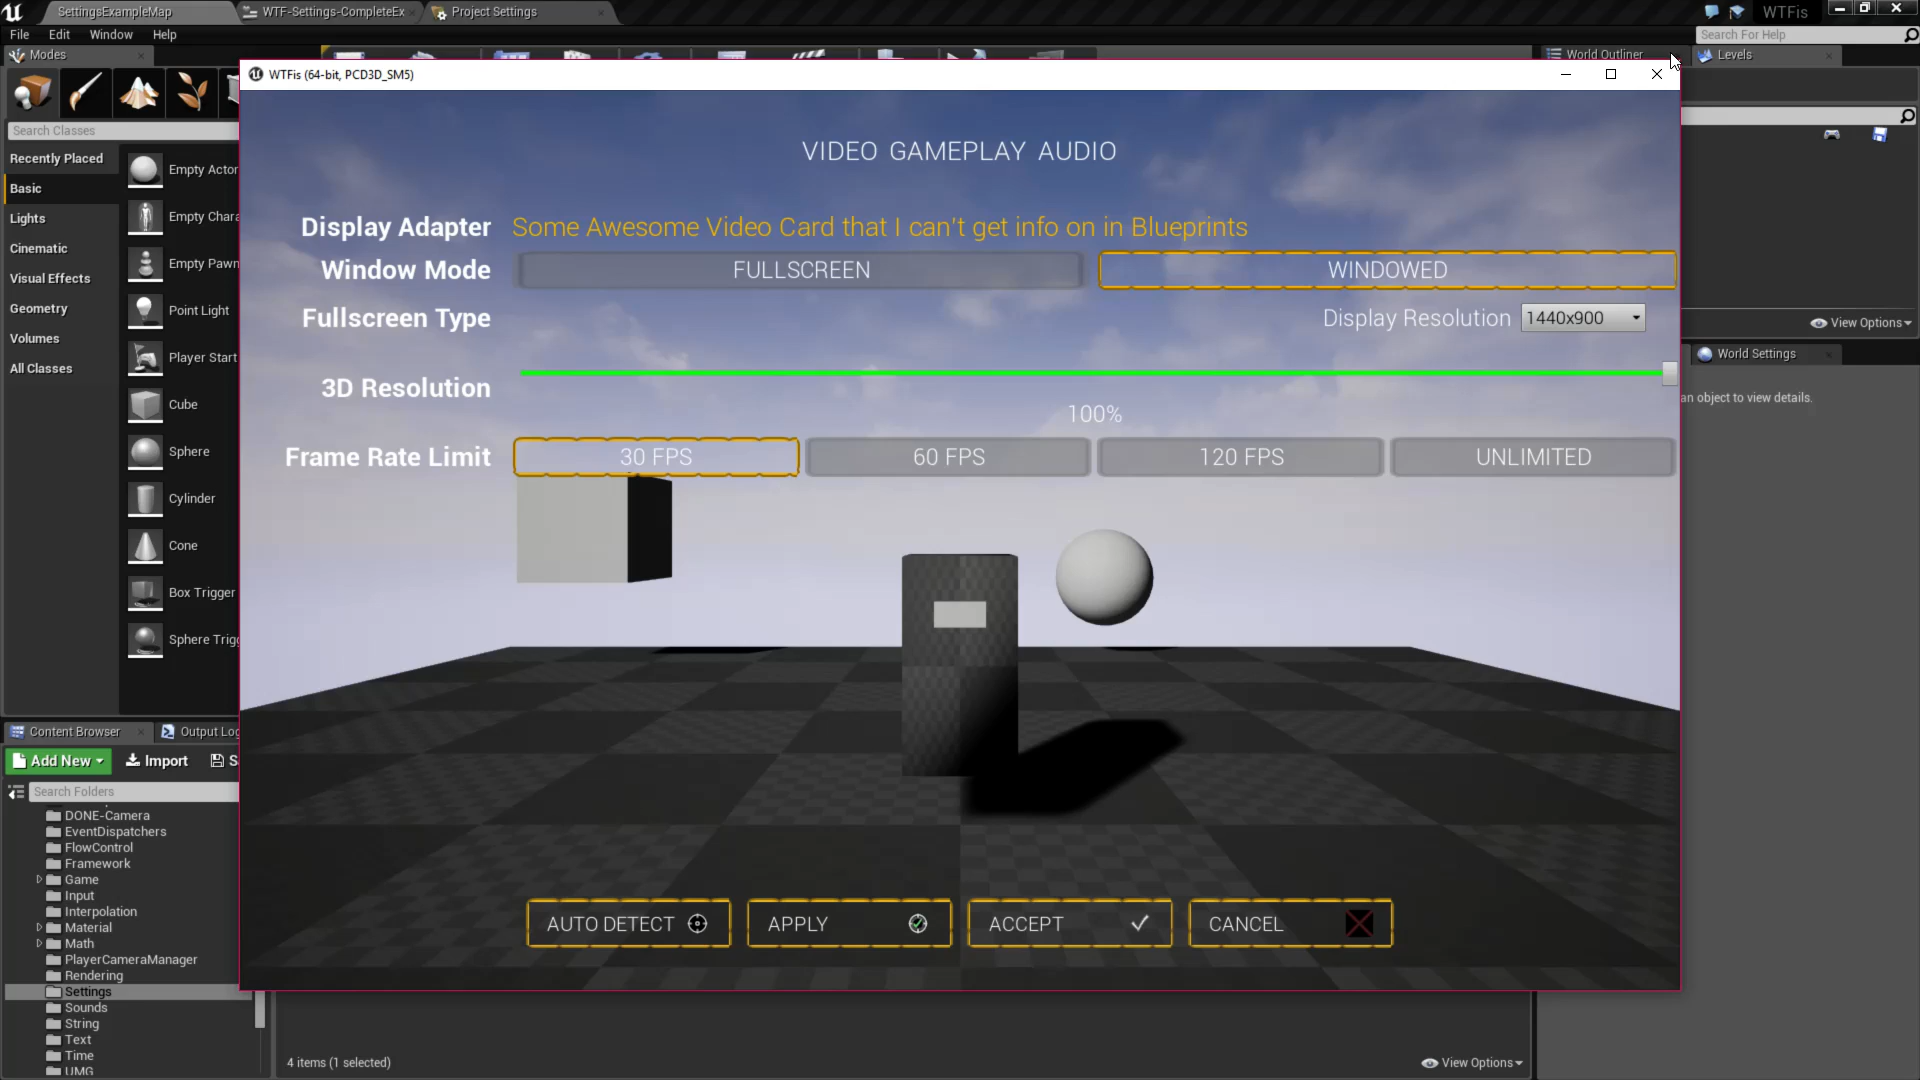 SettingsExampleMap
WTF-Settings-CompleteEx
Project Settings
WTFis
File Edit Window Help
Search For Help
Modes
World Outliner
Levels
WTFis (64-bit, PCD3D_SM5)
Search Classes
Recently Placed
Basic
Lights
Cinematic
Visual Effects
Geometry
Volumes
All Classes
Empty Actor
Empty Chara
Empty Pawn
Point Light
Player Start
Cube
Sphere
Cylinder
Cone
Box Trigger
Sphere Trigg
VIDEO GAMEPLAY AUDIO
Display Adapter Some Awesome Video Card that I can't get info on in Blueprints
Window Mode FULLSCREEN WINDOWED
Fullscreen Type Display Resolution 1440x900
3D Resolution
100%
Frame Rate Limit 30 FPS 60 FPS 120 FPS UNLIMITED
AUTO DETECT APPLY ACCEPT CANCEL
View Options
World Settings
an object to view details.
Content Browser
Output Log
Add New Import S
Search Folders
DONE-Camera
EventDispatchers
FlowControl
Framework
Game
Input
Interpolation
Material
Math
PlayerCameraManager
Rendering
Settings
Sounds
String
Text
Time
UMG
4 items (1 selected)
View Options